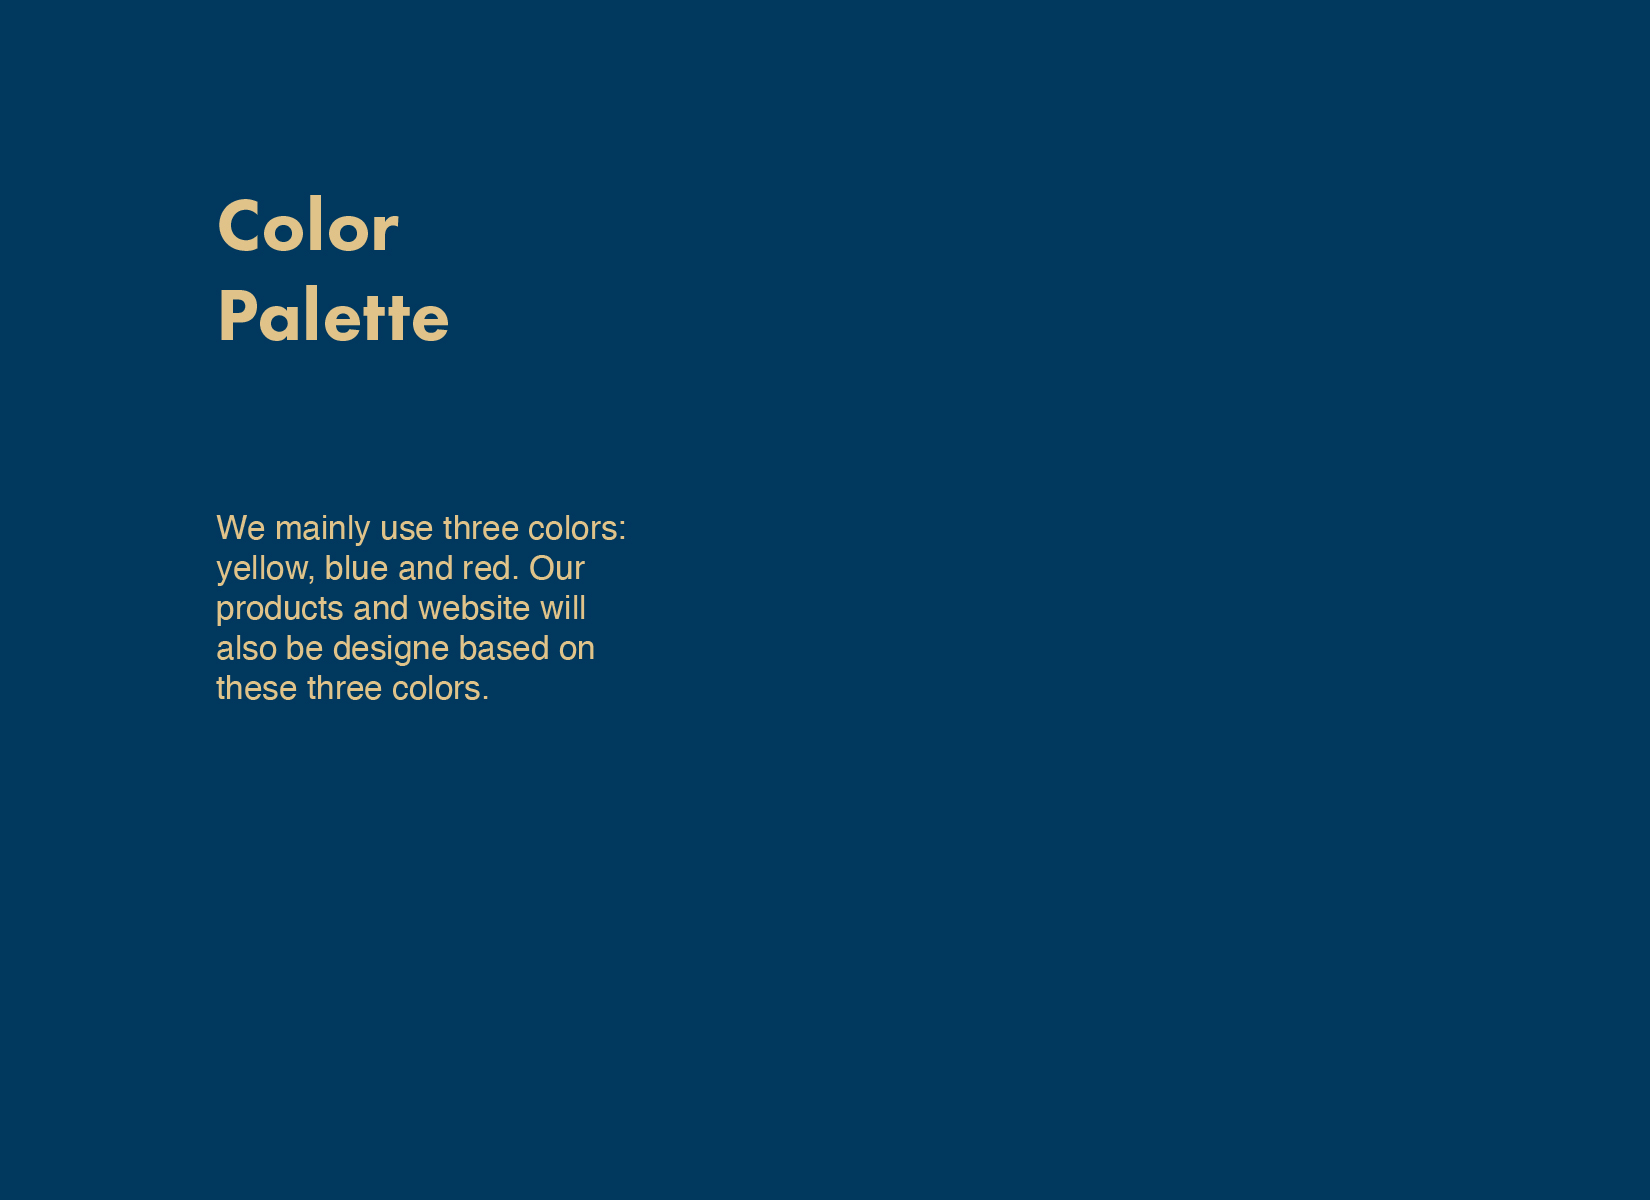 Color
Palette
We mainly use three colors:
yellow, blue and red. Our
products and website will
also be designe based on
these three colors.